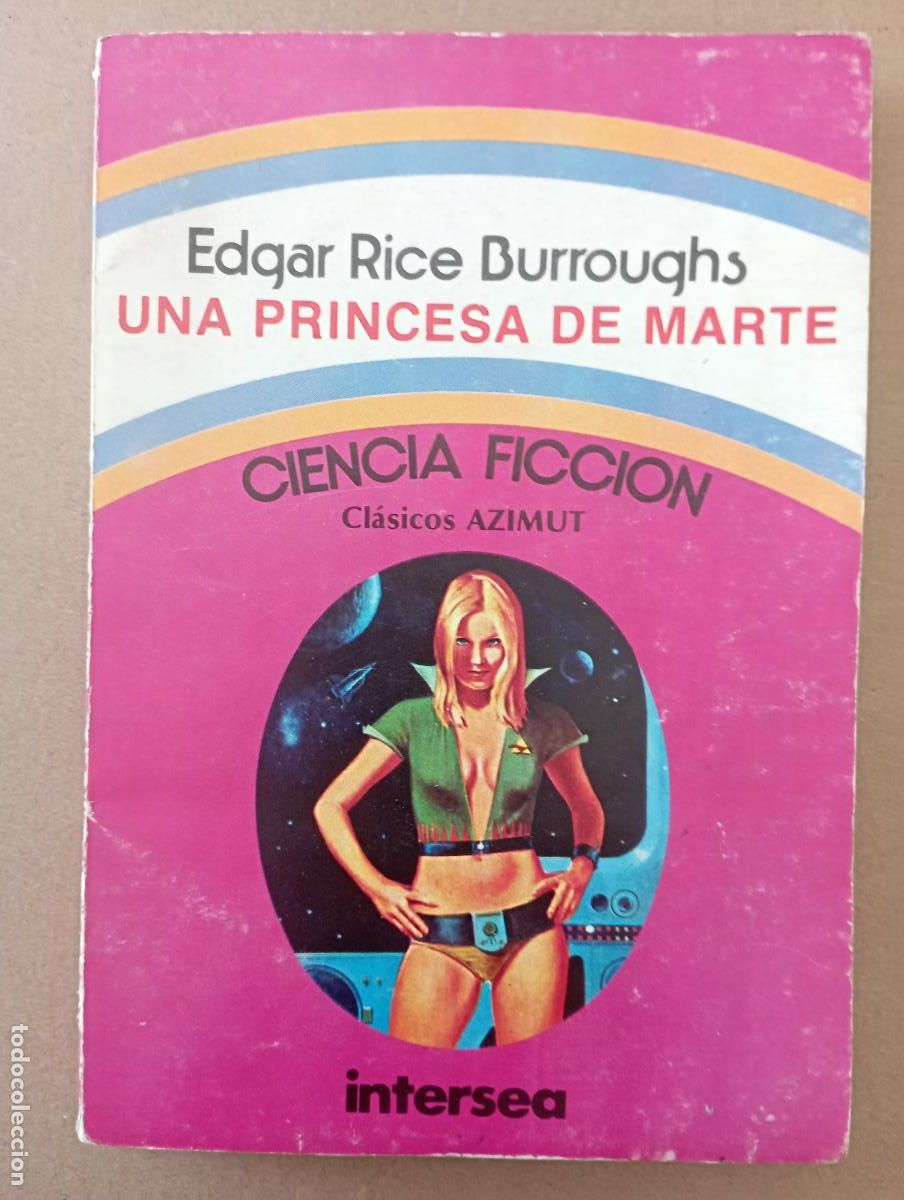 Edgar Rice Burroughs
UNA PRINCESA DE MARTE
CIENCIA FICCION
Clásicos AZIMUT
intersea
todocoleccion